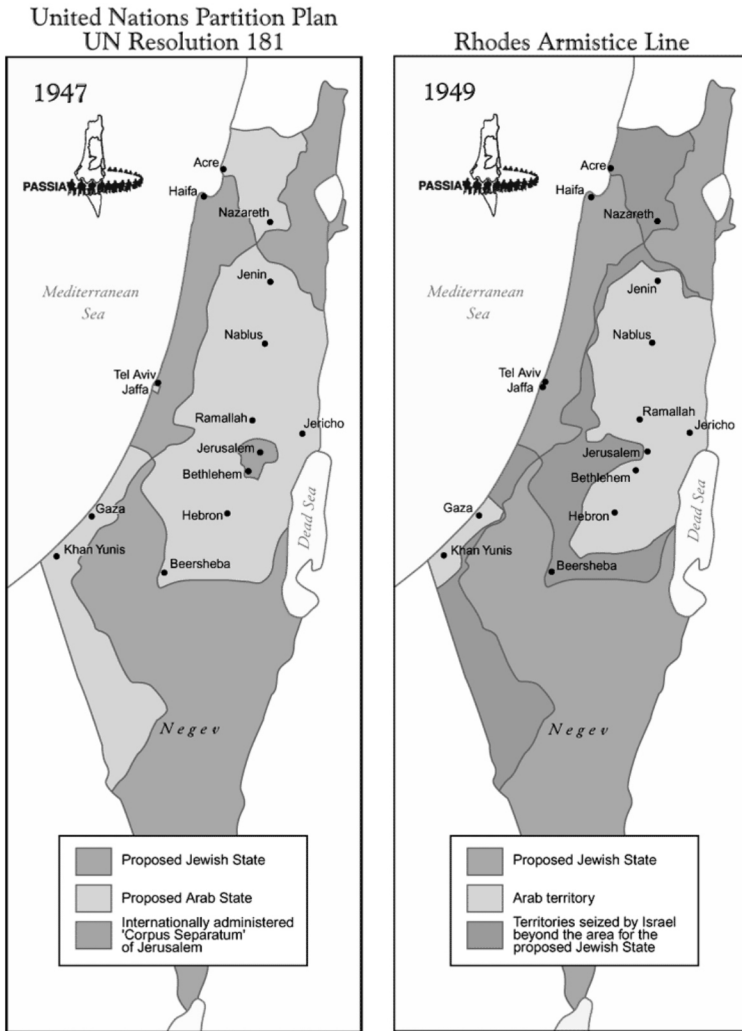 United Nations Partition Plan
UN Resolution 181
1947
PASSIA
Acre
Haifa
Nazareth
Mediterranean
Sea
Jenin
Nablus
Tel Aviv
Jaffa
Ramallah
Jericho
Jerusalem
Bethlehem
Gaza
Hebron
Dead Sea
Khan Yunis
Beersheba
Negev
Proposed Jewish State
Proposed Arab State
Internationally administered
'Corpus Separatum'
of Jerusalem
Rhodes Armistice Line
1949
PASSIA
Acre
Haifa
Nazareth
Mediterranean
Sea
Jenin
Nablus
Tel Aviv
Jaffa
Ramallah
Jericho
Jerusalem
Bethlehem
Gaza
Hebron
Dead Sea
Khan Yunis
Beersheba
Negev
Proposed Jewish State
Arab territory
Territories seized by Israel
beyond the area for the
proposed Jewish State